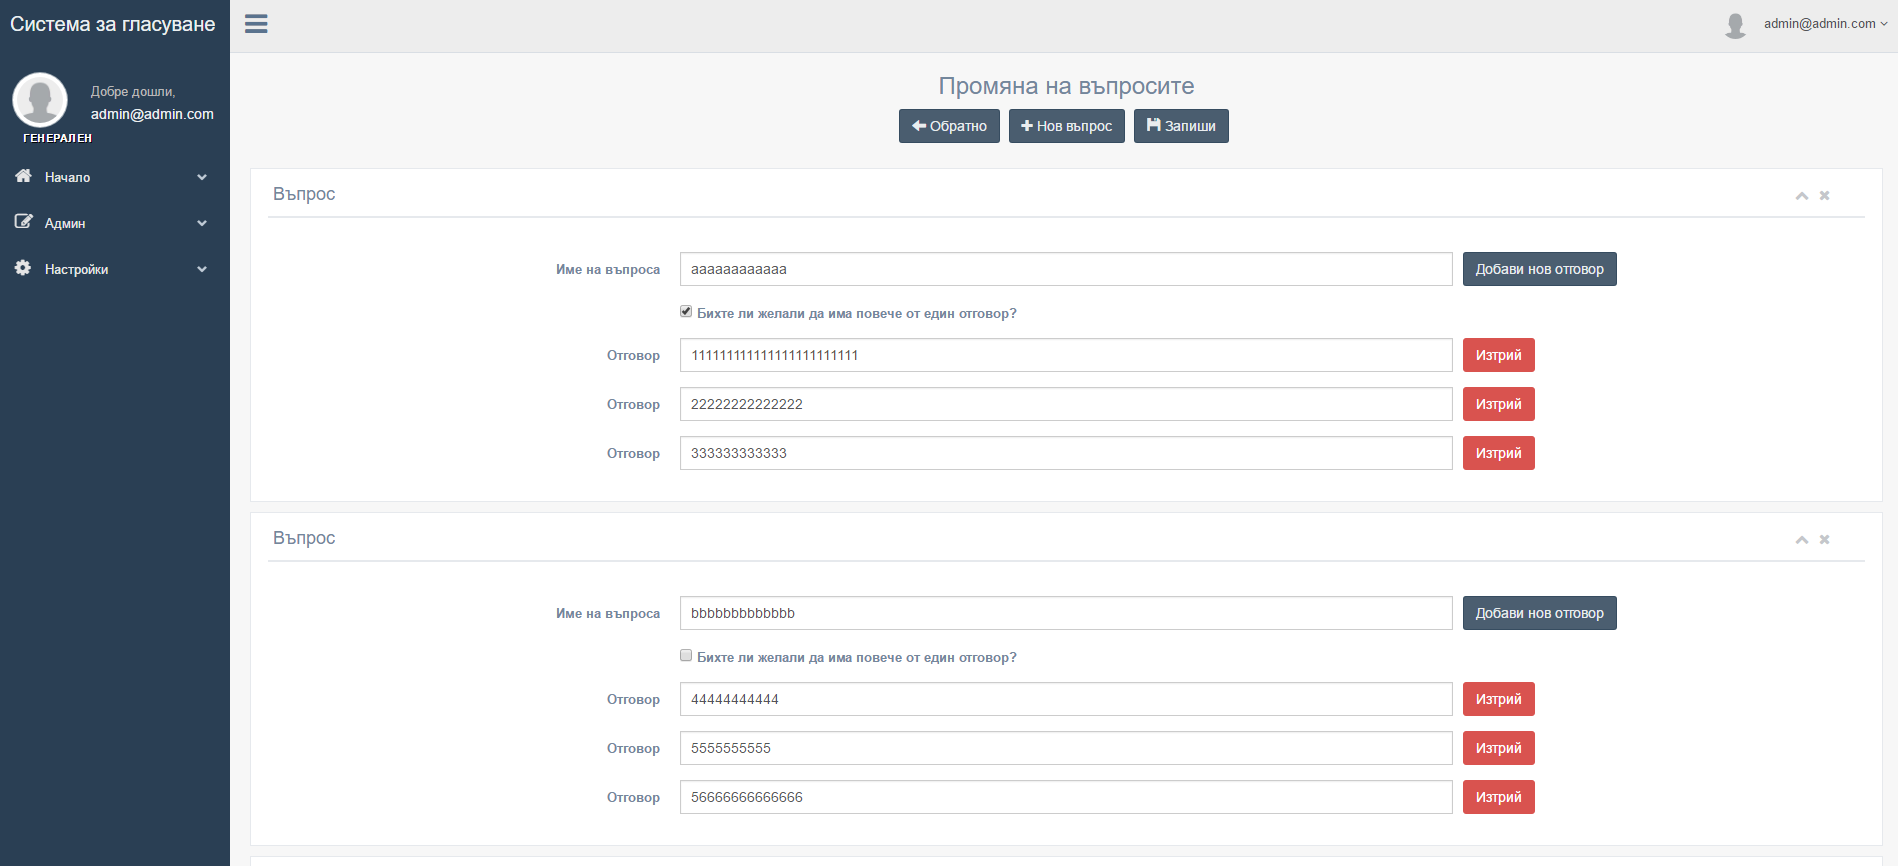 Система за гласуване
admin@admin.com
Добре дошли,
admin@admin.com
ГЕНЕРАЛЕН
Начало
Админ
Настройки
Промяна на въпросите
Обратно
Нов въпрос
Запиши
Въпрос
Име на въпроса aaaaaaaaaaaa Добави нов отговор
Бихте ли желали да има повече от един отговор?
Отговор 111111111111111111111111 Изтрий
Отговор 22222222222222 Изтрий
Отговор 333333333333 Изтрий
Въпрос
Име на въпроса bbbbbbbbbbbbb Добави нов отговор
Бихте ли желали да има повече от един отговор?
Отговор 44444444444 Изтрий
Отговор 5555555555 Изтрий
Отговор 56666666666666 Изтрий